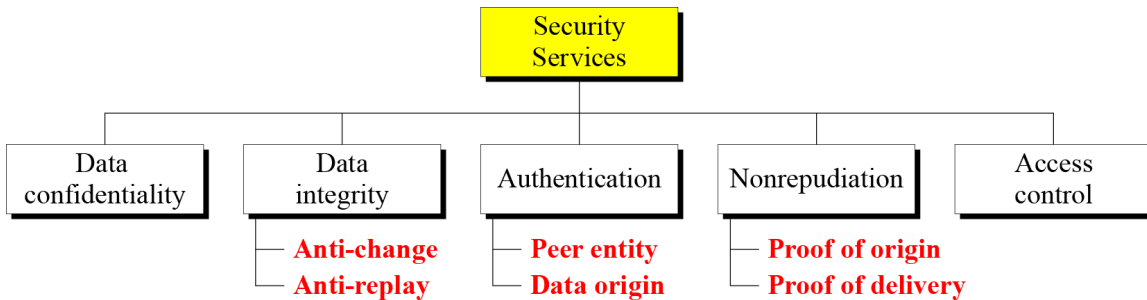 Security
Services
Data
confidentiality
Data
integrity
Authentication
Nonrepudiation
Access
control
Anti-change
Anti-replay
Peer entity
Data origin
Proof of origin
Proof of delivery